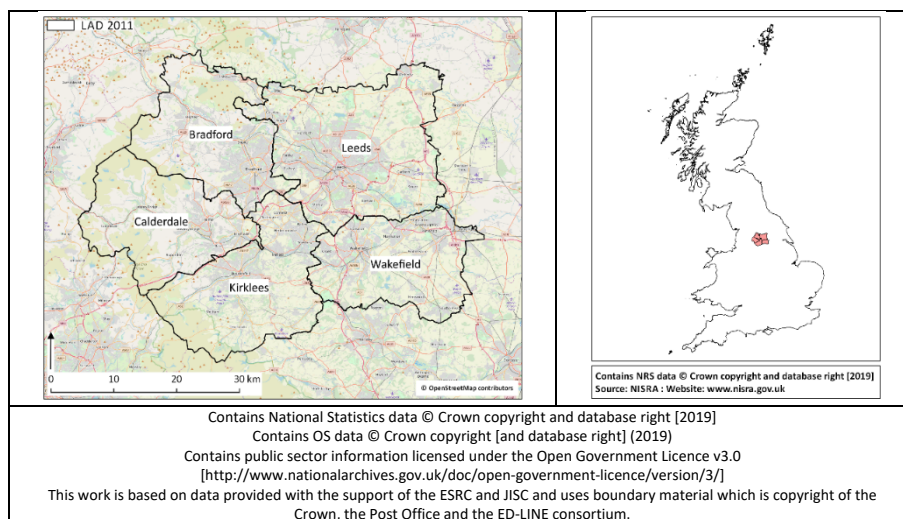 LAD 2011
Bradford
Leeds
Calderdale
Wakefield
Kirklees
0 10 20 30 km
© OpenStreetMap contributors
Contains NRS data © Crown copyright and database right [2019]
Source: NISRA : Website: www.nisra.gov.uk
Contains National Statistics data © Crown copyright and database right [2019]
Contains OS data © Crown copyright [and database right] (2019)
Contains public sector information licensed under the Open Government Licence v3.0
[http://www.nationalarchives.gov.uk/doc/open-government-licence/version/3/]
This work is based on data provided with the support of the ESRC and JISC and uses boundary material which is copyright of the
Crown, the Post Office and the ED-LINE consortium.